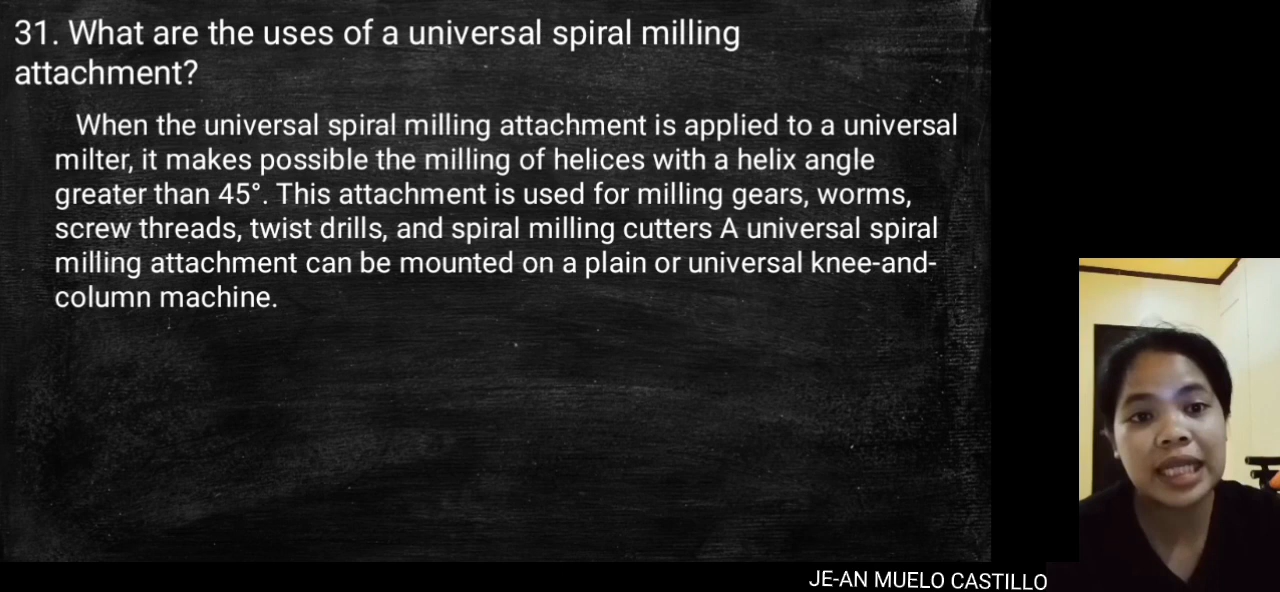 31. What are the uses of a universal spiral milling
attachment?
When the universal spiral milling attachment is applied to a universal
milter, it makes possible the milling of helices with a helix angle
greater than 45°. This attachment is used for milling gears, worms,
screw threads, twist drills, and spiral milling cutters A universal spiral
milling attachment can be mounted on a plain or universal knee-and-
column machine.
JE-AN MUELO CASTILLO